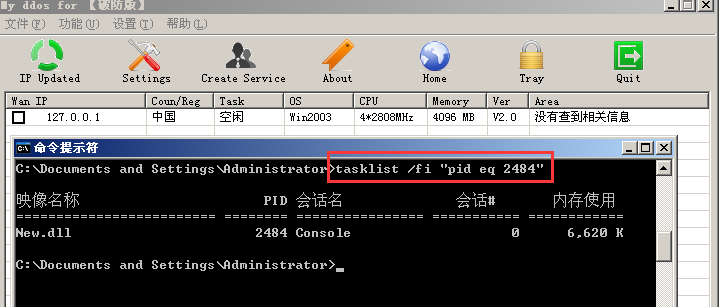 My ddos for 【破防版】
文件(F) 功能(U) 设置(T) 帮助(L)
IP Updated Settings Create Service About Home Tray Quit
Wan IP Coun/Reg Task OS CPU Memory Ver Area
127.0.0.1 中国 空闲 Win2003 4*2808MHz 4096 MB V2.0 没有查到相关信息
C:\ 命令提示符
C:\Documents and Settings\Administrator>tasklist /fi "pid eq 2484"
映像名称 PID 会话名 会话# 内存使用
========================= ======== ================ =========== ============
New.dll 2484 Console 0 6,620 K
C:\Documents and Settings\Administrator>_